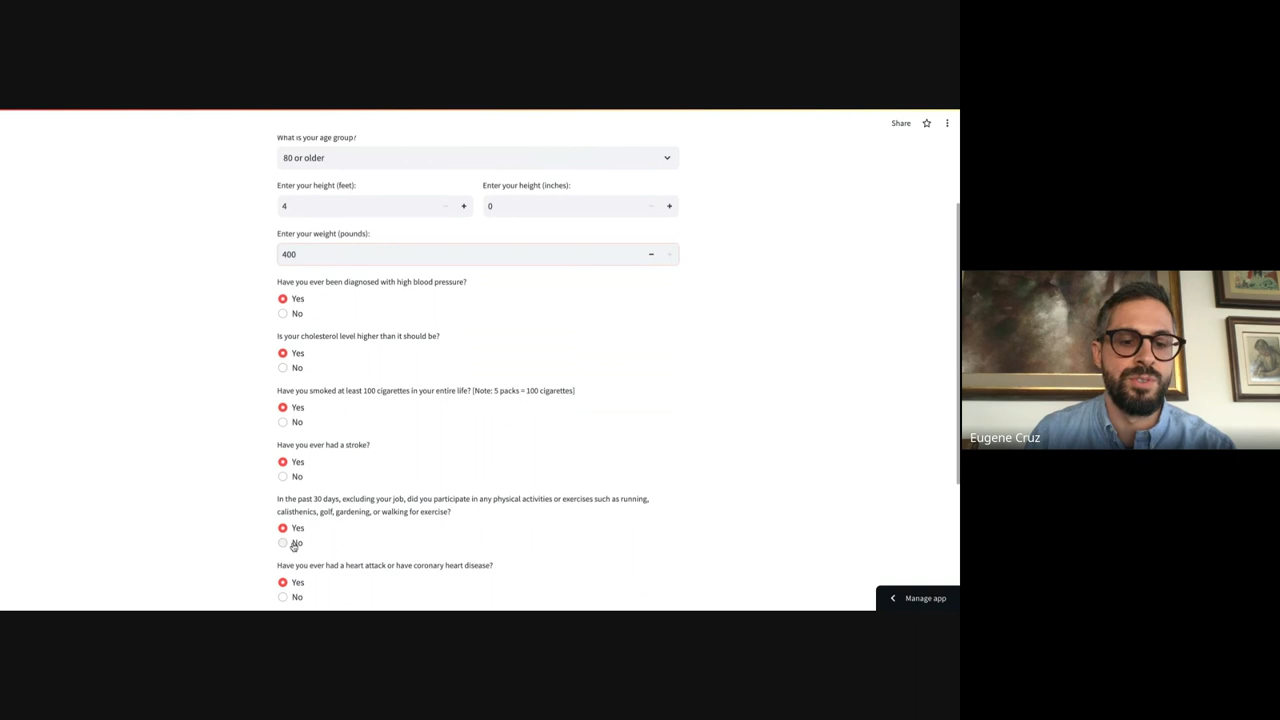 Share
What is your age group?
80 or older
Enter your height (feet):
Enter your height (inches):
4
0
Enter your weight (pounds):
400
Have you ever been diagnosed with high blood pressure?
Yes
No
Is your cholesterol level higher than it should be?
Yes
No
Have you smoked at least 100 cigarettes in your entire life? [Note: 5 packs = 100 cigarettes]
Yes
No
Have you ever had a stroke?
Yes
No
In the past 30 days, excluding your job, did you participate in any physical activities or exercises such as running,
calisthenics, golf, gardening, or walking for exercise?
Yes
No
Have you ever had a heart attack or have coronary heart disease?
Yes
No
Manage app
Eugene Cruz